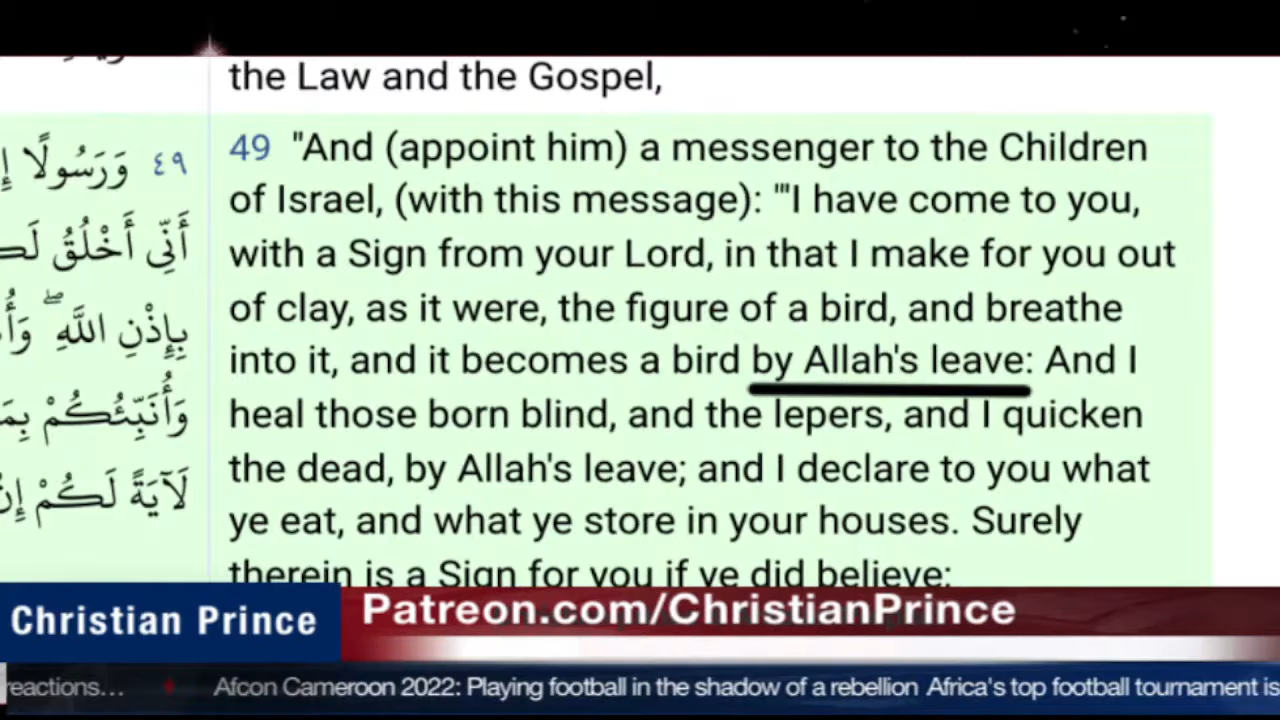 the Law and the Gospel,
٤٩ وَرَسُولًا
أَنِّى أَخْلُقُ
بِإِذْنِ اللَّهِ ۖ
وَأُنَبِّئُكُمْ
لَآيَةً لَكُمْ
49 "And (appoint him) a messenger to the Children
of Israel, (with this message): "'I have come to you,
with a Sign from your Lord, in that I make for you out
of clay, as it were, the figure of a bird, and breathe
into it, and it becomes a bird by Allah's leave: And I
heal those born blind, and the lepers, and I quicken
the dead, by Allah's leave; and I declare to you what
ye eat, and what ye store in your houses. Surely
therein is a Sign for you if ye did believe;
Christian Prince
Patreon.com/ChristianPrince
reactions...
Afcon Cameroon 2022: Playing football in the shadow of a rebellion Africa's top football tournament is